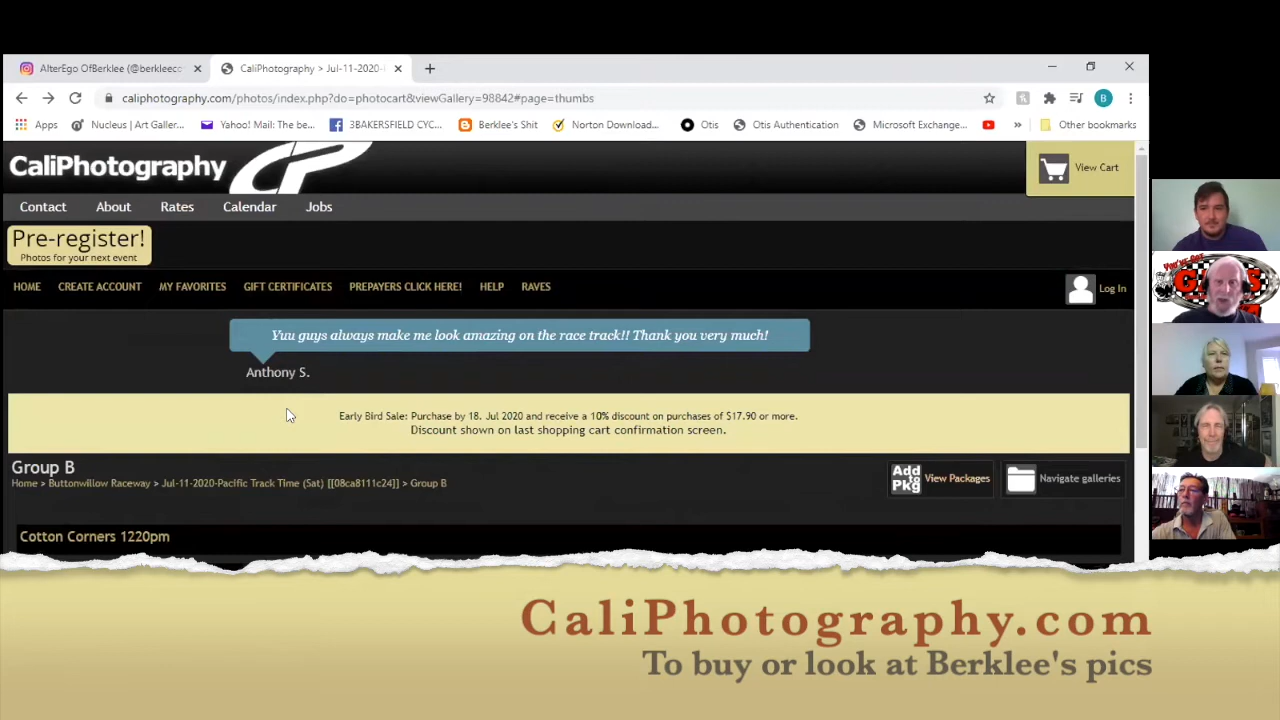 AlterEgo OfBerklee (@berkleeco
CaliPhotography > Jul-11-2020-
caliphotography.com/photos/index.php?do=photocart&viewGallery=98842#page=thumbs
B
Apps
Nucleus | Art Galler...
Yahoo! Mail: The be...
3BAKERSFIELD CYC...
Berklee's Shit
Norton Download...
Otis
Otis Authentication
Microsoft Exchange...
»
Other bookmarks
CaliPhotography
CP
View Cart
Contact
About
Rates
Calendar
Jobs
Pre-register!
Photos for your next event
HOME
CREATE ACCOUNT
MY FAVORITES
GIFT CERTIFICATES
PREPAYERS CLICK HERE!
HELP
RAVES
Log In
Yuu guys always make me look amazing on the race track!! Thank you very much!
Anthony S.
Early Bird Sale: Purchase by 18. Jul 2020 and receive a 10% discount on purchases of $17.90 or more.
Discount shown on last shopping cart confirmation screen.
Group B
Home > Buttonwillow Raceway > Jul-11-2020-Pacific Track Time (Sat) [[08ca8111c24]] > Group B
Add to Pkg
View Packages
Navigate galleries
Cotton Corners 1220pm
You've Got
CaliPhotography.com
To buy or look at Berklee's pics